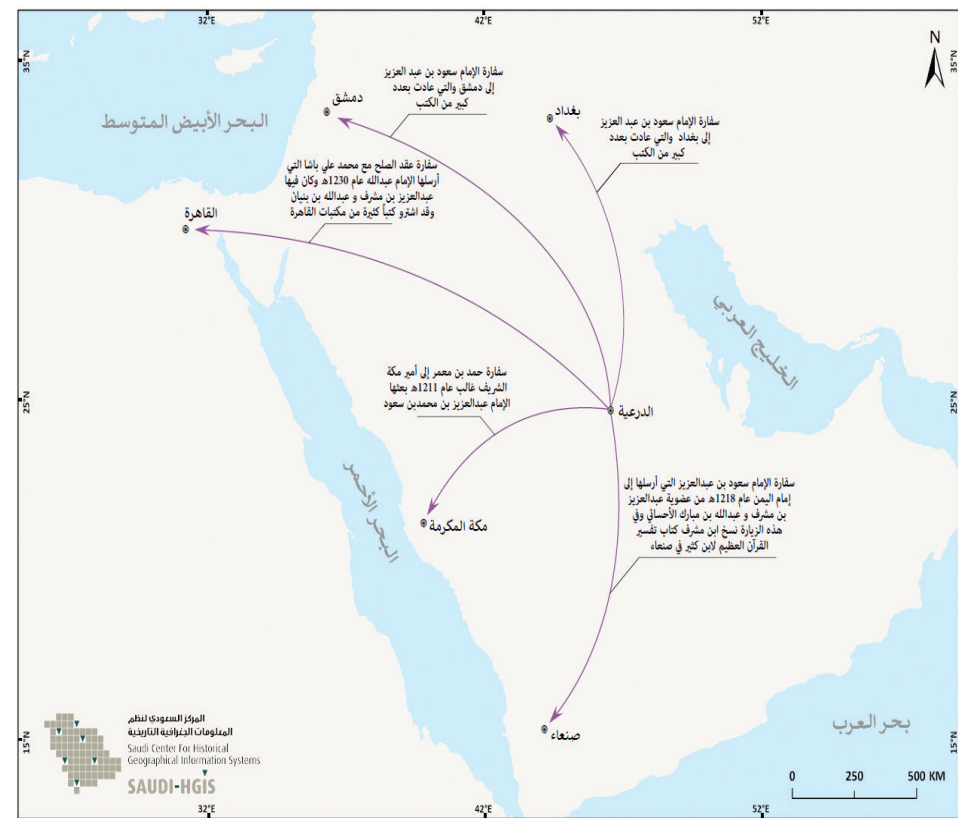 32°E
42°E
52°E
35°N
35°N
N
سفارة الإمام سعود بن عبد العزيز
إلى دمشق والتي عادت بعدد
كبير من الكتب
دمشق
بغداد
سفارة الإمام سعود بن عبد العزيز
إلى بغداد والتي عادت بعدد
كبير من الكتب
البحر الأبيض المتوسط
سفارة عقد الصلح مع محمد علي باشا التي
أرسلها الإمام عبدالله عام 1230هـ وكان فيها
عبدالعزيز بن مشرف و عبدالله بن بنيان
وقد اشترو كتباً كثيرة من مكتبات القاهرة
القاهرة
الخليج العربي
سفارة حمد بن معمر إلى أمير مكة
الشريف غالب عام 1211هـ بعثها
الإمام عبدالعزيز بن محمدبن سعود
25°N
25°N
الدرعية
البحر الأحمر
مكة المكرمة
سفارة الإمام سعود بن عبدالعزيز التي أرسلها إلى
إمام اليمن عام 1218هـ من عضوية عبدالعزيز
بن مشرف و عبدالله بن مبارك الأحسائي وفي
هذه الزيارة نسخ ابن مشرف كتاب تفسير
القرآن العظيم لابن كثير في صنعاء
صنعاء
بحر العرب
15°N
15°N
المركز السعودي لنظم
المعلومات الجغرافية التاريخية
Saudi Center For Historical
Geographical Information Systems
SAUDI-HGIS
0 250 500 KM
32°E
42°E
52°E